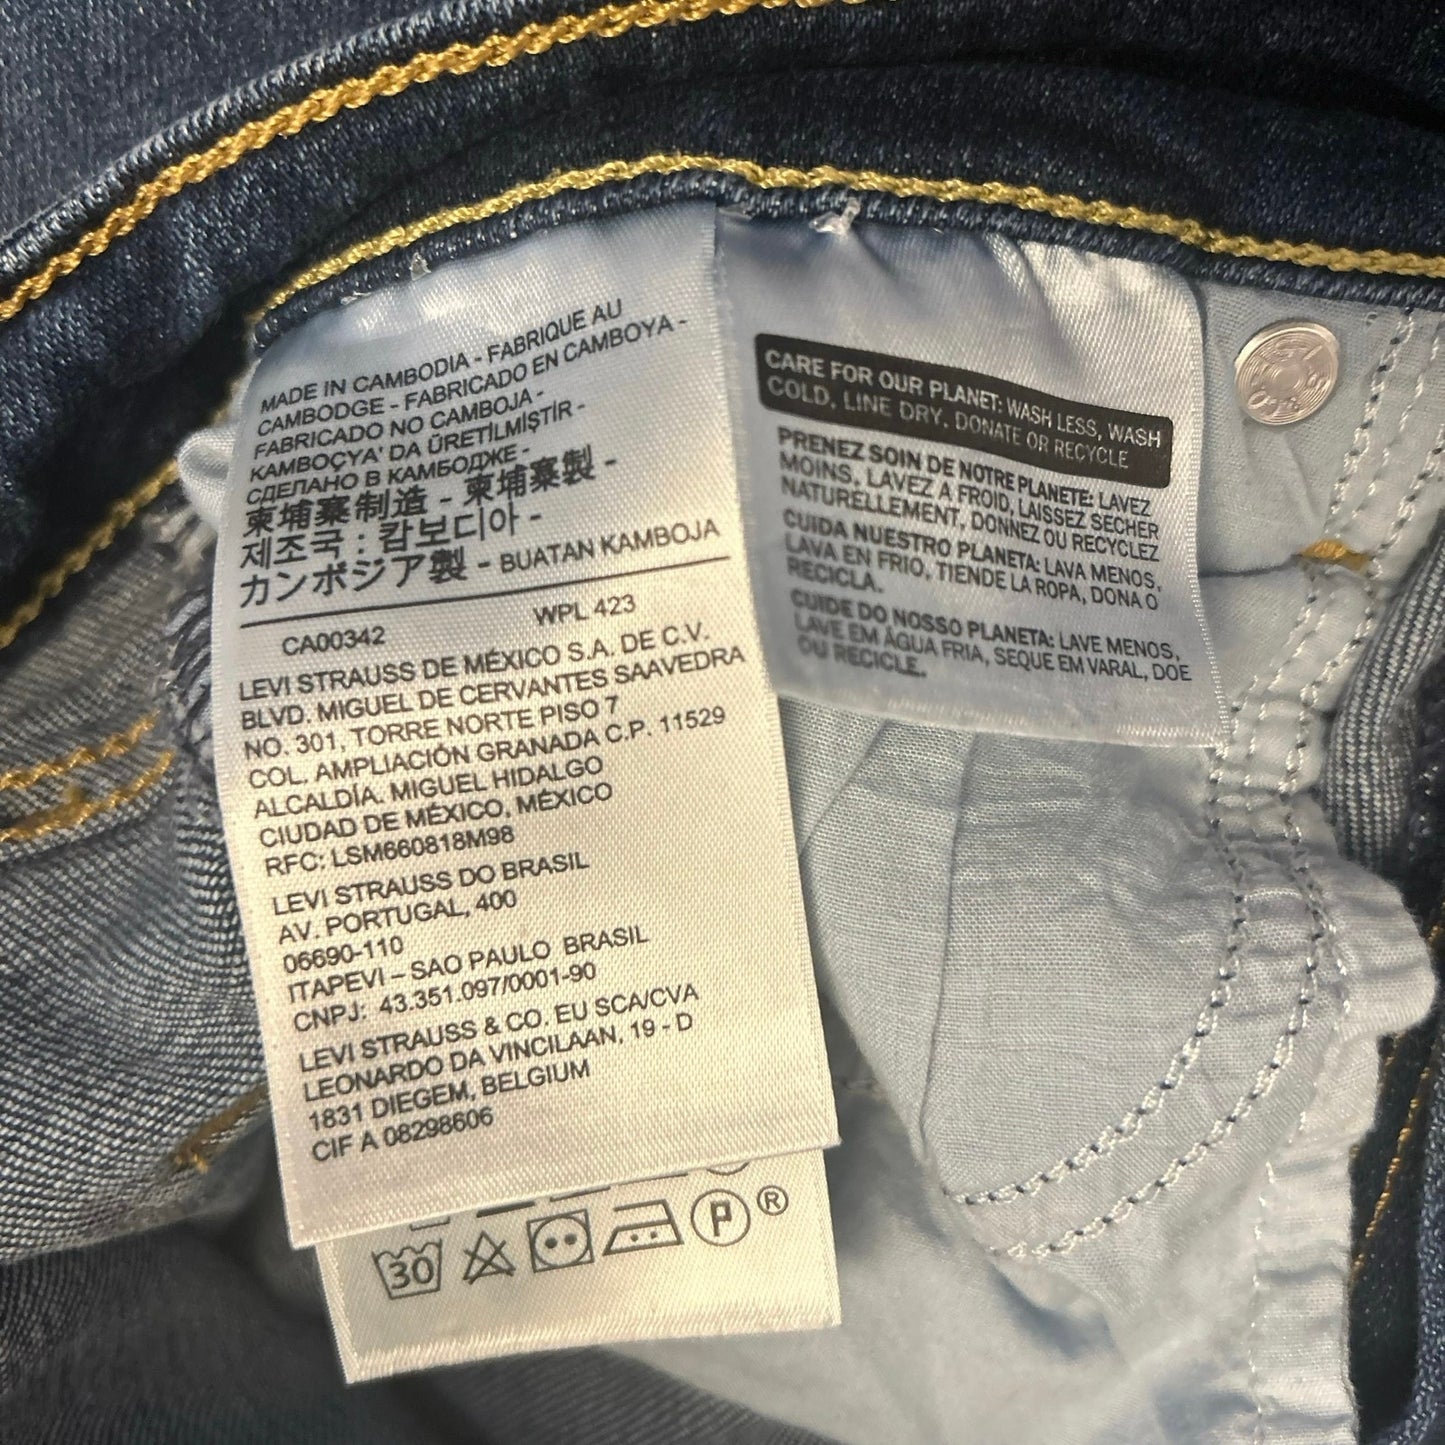 MADE IN CAMBODIA - FABRIQUE AU
CAMBODGE - FABRICADO EN CAMBOYA -
FABRICADO NO CAMBOJA -
KAMBOÇYA' DA ÜRETİLMİŞTİR -
СДЕЛАНО В КАМБОДЖЕ -
柬埔寨制造 - 柬埔寨製 -
제조국 : 캄보디아 -
カンボジア製 - BUATAN KAMBOJA
CA00342 WPL 423
LEVI STRAUSS DE MÉXICO S.A. DE C.V.
BLVD. MIGUEL DE CERVANTES SAAVEDRA
NO. 301, TORRE NORTE PISO 7
COL. AMPLIACIÓN GRANADA C.P. 11529
ALCALDÍA. MIGUEL HIDALGO
CIUDAD DE MÉXICO, MÉXICO
RFC: LSM660818M98
LEVI STRAUSS DO BRASIL
AV. PORTUGAL, 400
06690-110
ITAPEVI – SAO PAULO BRASIL
CNPJ: 43.351.097/0001-90
LEVI STRAUSS & CO. EU SCA/CVA
LEONARDO DA VINCILAAN, 19 - D
1831 DIEGEM, BELGIUM
CIF A 08298606
30 P ®
CARE FOR OUR PLANET: WASH LESS, WASH
COLD, LINE DRY, DONATE OR RECYCLE
PRENEZ SOIN DE NOTRE PLANETE: LAVEZ
MOINS, LAVEZ A FROID, LAISSEZ SECHER
NATURELLEMENT, DONNEZ OU RECYCLEZ
CUIDA NUESTRO PLANETA: LAVA MENOS,
LAVA EN FRIO, TIENDE LA ROPA, DONA O
RECICLA.
CUIDE DO NOSSO PLANETA: LAVE MENOS,
LAVE EM ÁGUA FRIA, SEQUE EM VARAL, DOE
OU RECICLE.